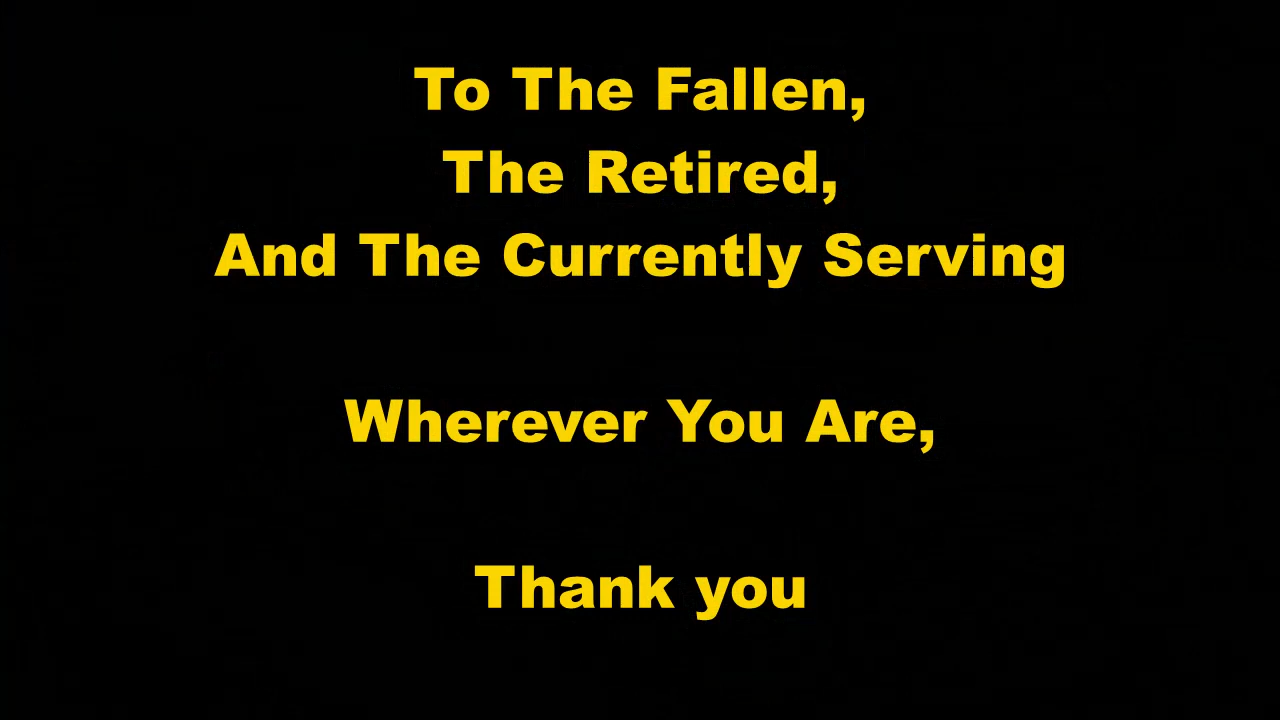 To The Fallen,
The Retired,
And The Currently Serving
Wherever You Are,
Thank you